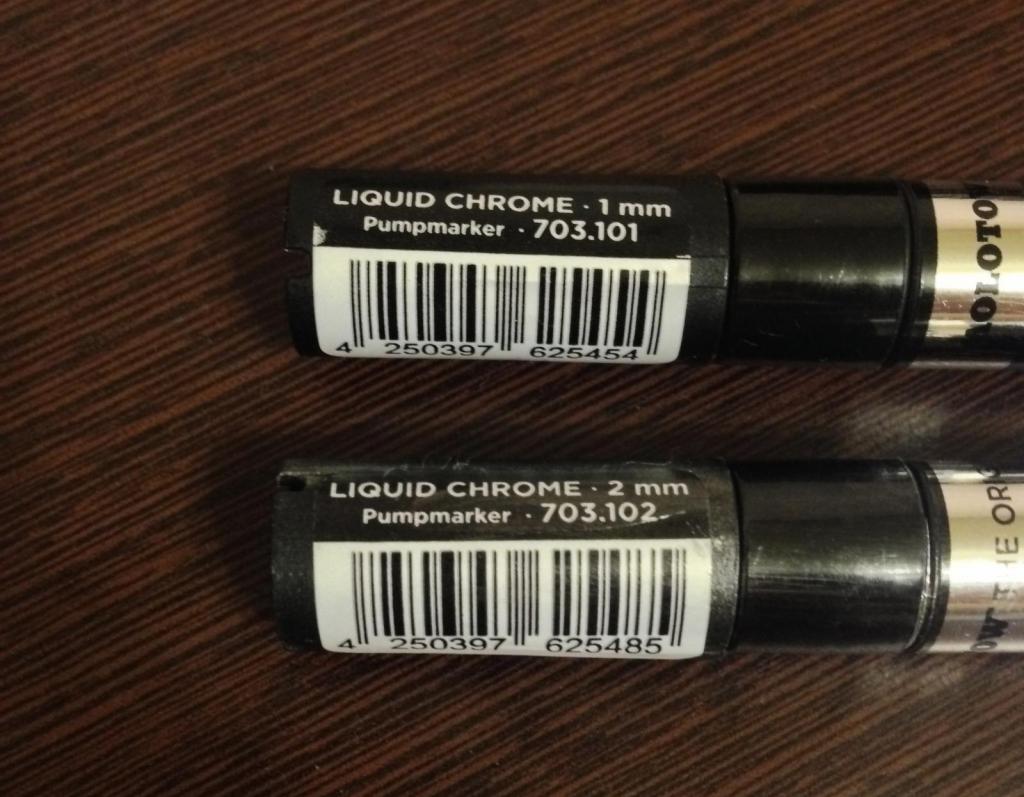 LIQUID CHROME · 1 mm
Pumpmarker · 703.101
4 250397 625454
LIQUID CHROME · 2 mm
Pumpmarker · 703.102
4 250397 625485
THE